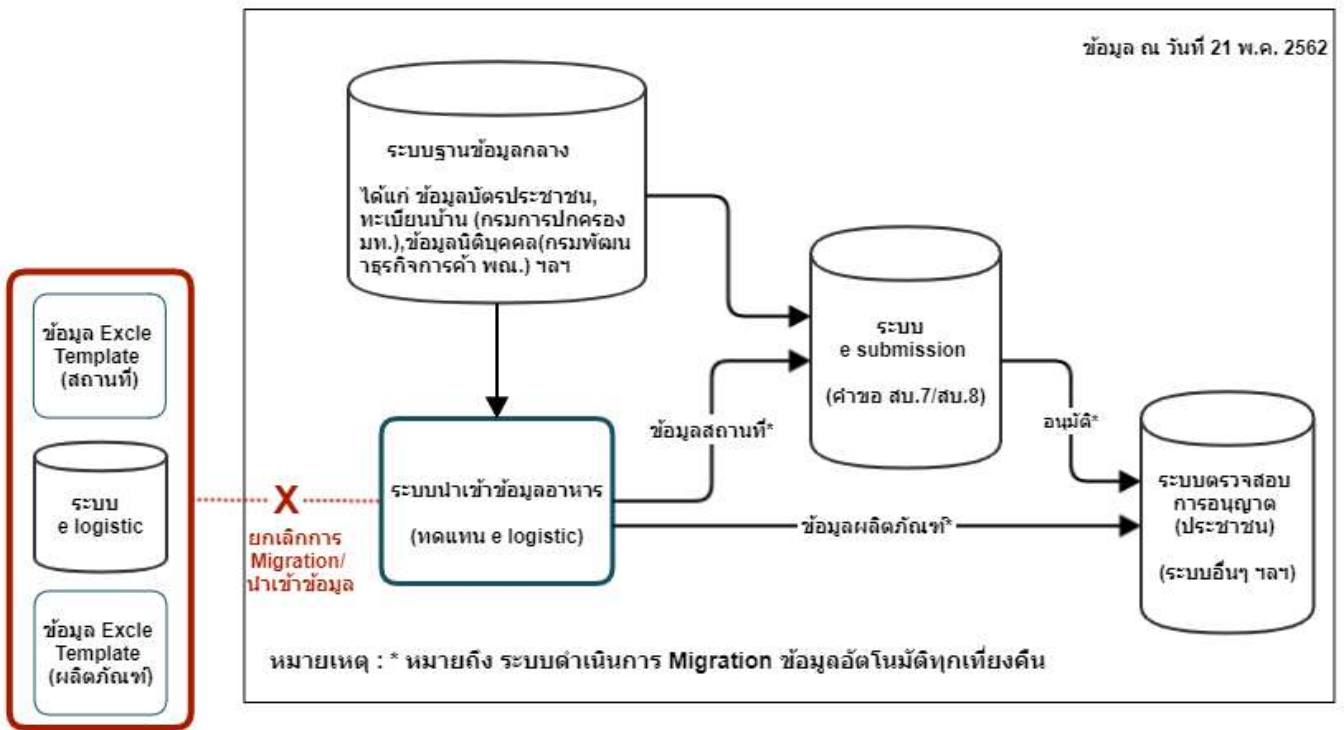 ข้อมูล ณ วันที่ 21 พ.ค. 2562
ระบบฐานข้อมูลกลาง
ได้แก่ ข้อมูลบัตรประชาชน,
ทะเบียนบ้าน (กรมการปกครอง
มท.),ข้อมูลนิติบุคคล(กรมพัฒน
าธุรกิจการค้า พณ.) ฯลฯ
ข้อมูล Excle
Template
(สถานที่)
ระบบ
e logistic
ข้อมูล Excle
Template
(ผลิตภัณฑ์)
X
ยกเลิกการ
Migration/
นำเข้าข้อมูล
ระบบนำเข้าข้อมูลอาหาร
(ทดแทน e logistic)
ข้อมูลสถานที่*
ข้อมูลผลิตภัณฑ์*
ระบบ
e submission
(คำขอ สบ.7/สบ.8)
อนุมัติ*
ระบบตรวจสอบ
การอนุญาต
(ประชาชน)
(ระบบอื่นๆ ฯลฯ)
หมายเหตุ : * หมายถึง ระบบดำเนินการ Migration ข้อมูลอัตโนมัติทุกเที่ยงคืน